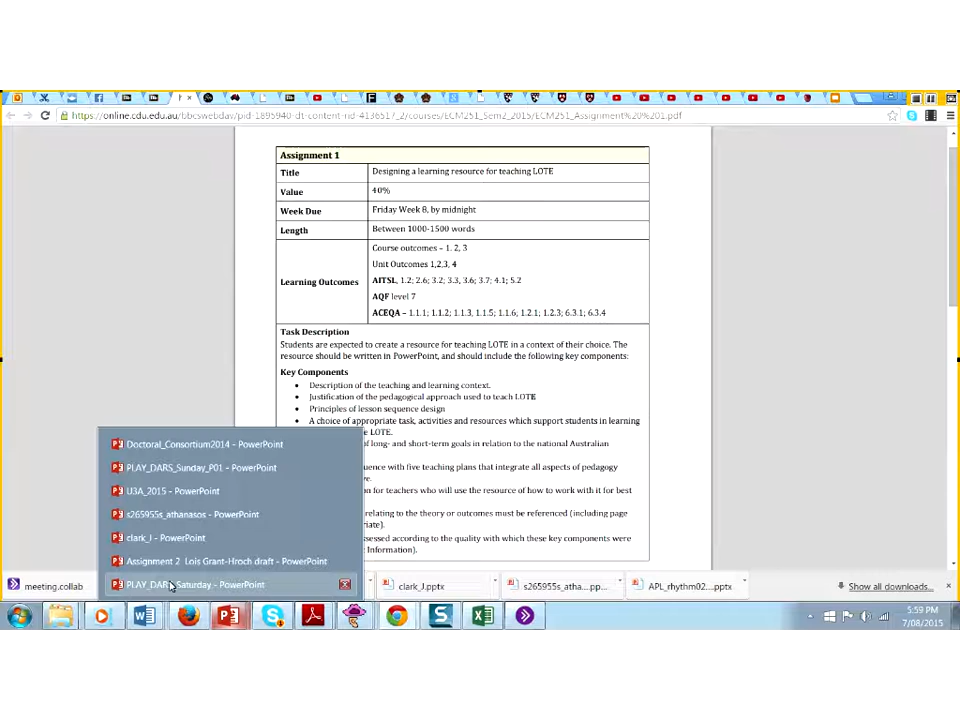 https://online.cdu.edu.au/bbcswebdav/pid-1895940-dt-content-rid-4136517_2/courses/ECM251_Sem2_2015/ECM251_Assignment%20%201.pdf
Assignment 1
Title Designing a learning resource for teaching LOTE
Value 40%
Week Due Friday Week 8, by midnight
Length Between 1000-1500 words
Course outcomes – 1. 2, 3
Unit Outcomes 1,2,3, 4
Learning Outcomes AITSL, 1.2; 2.6; 3.2; 3.3, 3.6; 3.7; 4.1; 5.2
AQF level 7
ACEQA – 1.1.1; 1.1.2; 1.1.3, 1.1.5; 1.1.6; 1.2.1; 1.2.3; 6.3.1; 6.3.4
Task Description
Students are expected to create a resource for teaching LOTE in a context of their choice. The
resource should be written in PowerPoint, and should include the following key components:
Key Components
• Description of the teaching and learning context.
• Justification of the pedagogical approach used to teach LOTE
• Principles of lesson sequence design
• A choice of appropriate task, activities and resources which support students in learning
LOTE.
of long- and short-term goals in relation to the national Australian
uence with five teaching plans that integrate all aspects of pedagogy
re.
on for teachers who will use the resource of how to work with it for best
relating to the theory or outcomes must be referenced (including page
riate).
ssessed according to the quality with which these key components were
t Information).
Doctoral_Consortium2014 - PowerPoint
PLAY_DARS_Sunday_P01 - PowerPoint
U3A_2015 - PowerPoint
s265955s_athanasos - PowerPoint
clark_J - PowerPoint
Assignment 2 Lois Grant-Hroch draft - PowerPoint
PLAY_DARS_Saturday - PowerPoint
meeting.collab
clark_J.pptx
s265955s_atha....pp...
APL_rhythm02....pptx
Show all downloads...
5:59 PM
7/08/2015